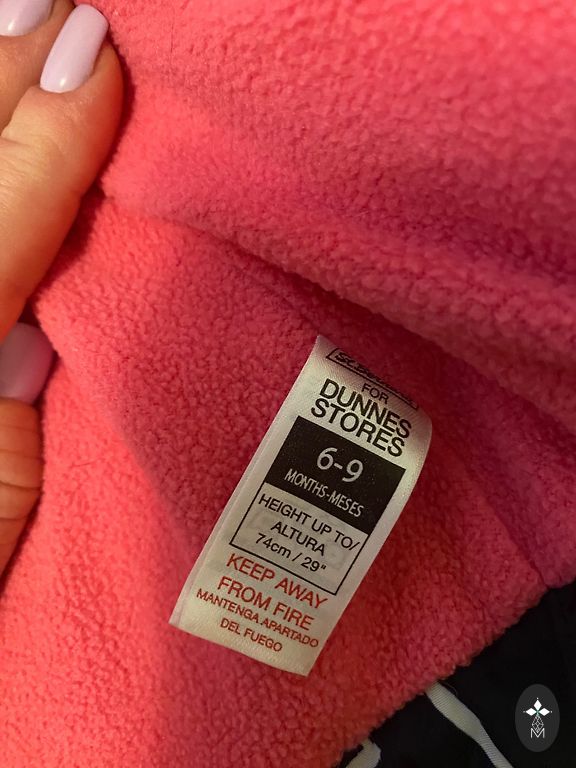 FOR
DUNNES
STORES
6-9
MONTHS-MESES
HEIGHT UP TO/
ALTURA
74cm / 29"
KEEP AWAY
FROM FIRE
MANTENGA APARTADO
DEL FUEGO
M